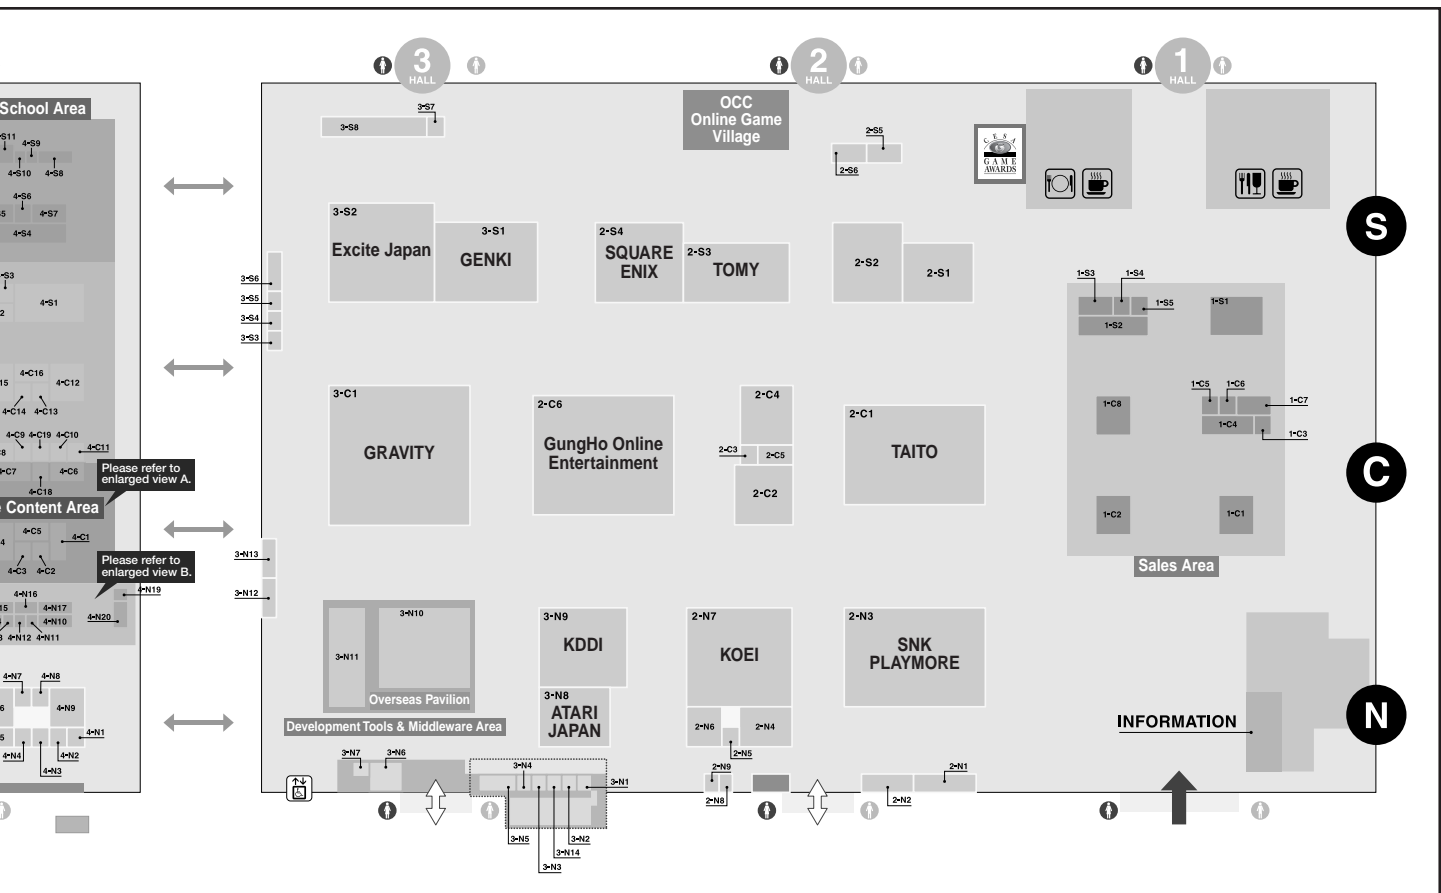 3
HALL
2
HALL
1
HALL
School Area
S11
4-S9
4-S10
4-S8
4-S6
S5
4-S7
4-S4
-S3
4-S1
2
4-C16
15
4-C12
4-C14
4-C13
4-C9
4-C19
4-C10
4-C11
C8
4-C7
4-C6
4-C18
Please refer to
enlarged view A.
e Content Area
4-C5
4-C1
4
4-C3
4-C2
Please refer to
enlarged view B.
4-N19
4-N16
15
4-N17
4-N20
4-N10
3
4-N12
4-N11
4-N7
4-N8
6
4-N9
5
4-N1
4-N4
4-N2
4-N3
3-S7
3-S8
OCC
Online Game
Village
2-S5
2-S6
CESA
GAME
AWARDS
3-S2
Excite Japan
3-S1
GENKI
2-S4
SQUARE
ENIX
2-S3
TOMY
2-S2
2-S1
S
3-S6
3-S5
3-S4
3-S3
1-S3
1-S4
1-S5
1-S2
1-S1
3-C1
GRAVITY
2-C6
GungHo Online
Entertainment
2-C4
2-C3
2-C5
2-C2
2-C1
TAITO
1-C8
1-C5
1-C6
1-C7
1-C4
1-C3
1-C2
1-C1
C
Sales Area
3-N13
3-N12
3-N10
3-N11
Overseas Pavilion
Development Tools & Middleware Area
3-N9
KDDI
3-N8
ATARI
JAPAN
2-N7
KOEI
2-N6
2-N4
2-N5
2-N3
SNK
PLAYMORE
INFORMATION
N
3-N7
3-N6
3-N4
3-N1
3-N5
3-N2
3-N14
3-N3
2-N9
2-N8
2-N1
2-N2